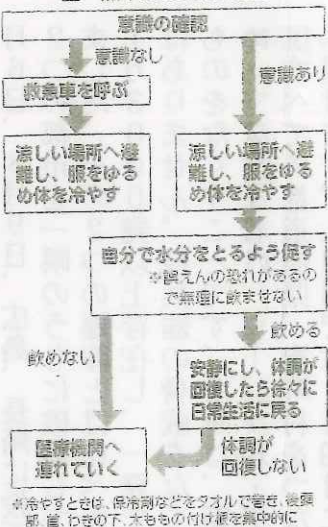 意識の確認
意識なし
意識あり
救急車を呼ぶ
涼しい場所へ避
難し、服をゆる
め体を冷やす
涼しい場所へ避
難し、服をゆる
め体を冷やす
自分で水分をとるよう促す
※誤えんの恐れがあるの
で無理に飲ませない
飲めない
飲める
安静にし、体調が
回復したら徐々に
日常生活に戻る
医療機関へ
連れていく
体調が
回復しない
※冷やすときは、保冷剤などをタオルで巻き、後頭
部、首、わきの下、太ももの付け根を集中的に